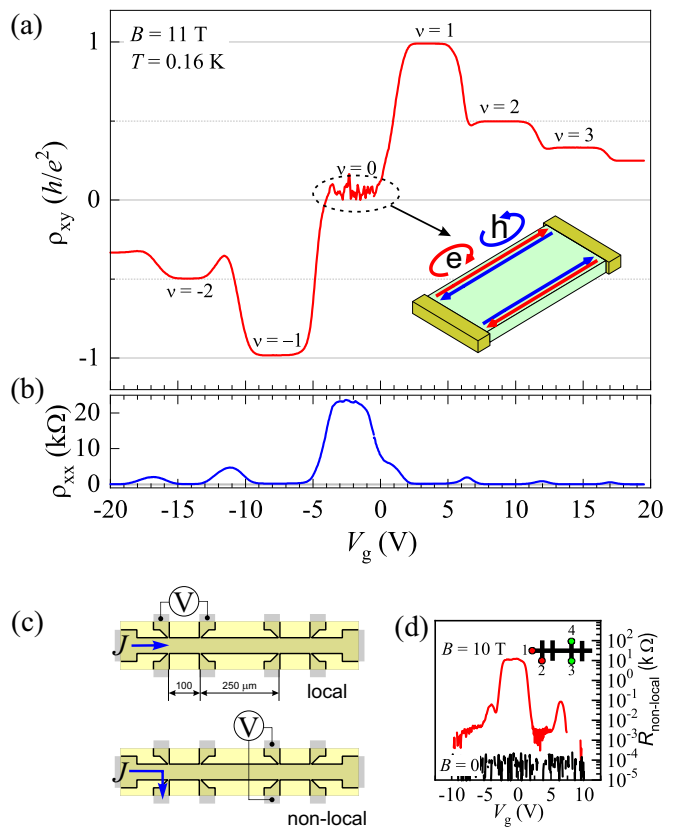 (a)
B = 11 T
T = 0.16 K
ν = 1
ν = 2
ν = 3
ν = 0
ν = -2
ν = −1
h
e
1
0
-1
ρxy (h/e²)
(b)
20
0
ρxx (kΩ)
-20 -15 -10 -5 0 5 10 15 20
Vg (V)
(c)
V
J
100
250 µm
local
V
J
non-local
(d)
B = 10 T
1
2
3
4
B = 0
10²
10¹
10⁰
10⁻¹
10⁻²
10⁻³
10⁻⁴
10⁻⁵
Rnon-local (kΩ)
-10 -5 0 5 10
Vg (V)